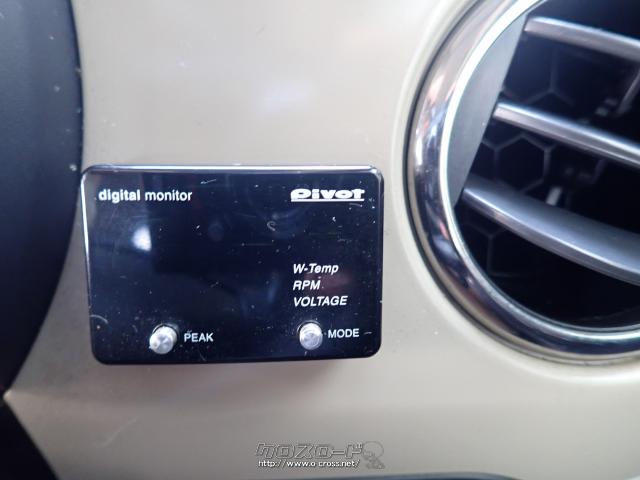 digital monitor Pivot
W-Temp
RPM
VOLTAGE
PEAK MODE
クロスロード
http://www.o-cross.net/